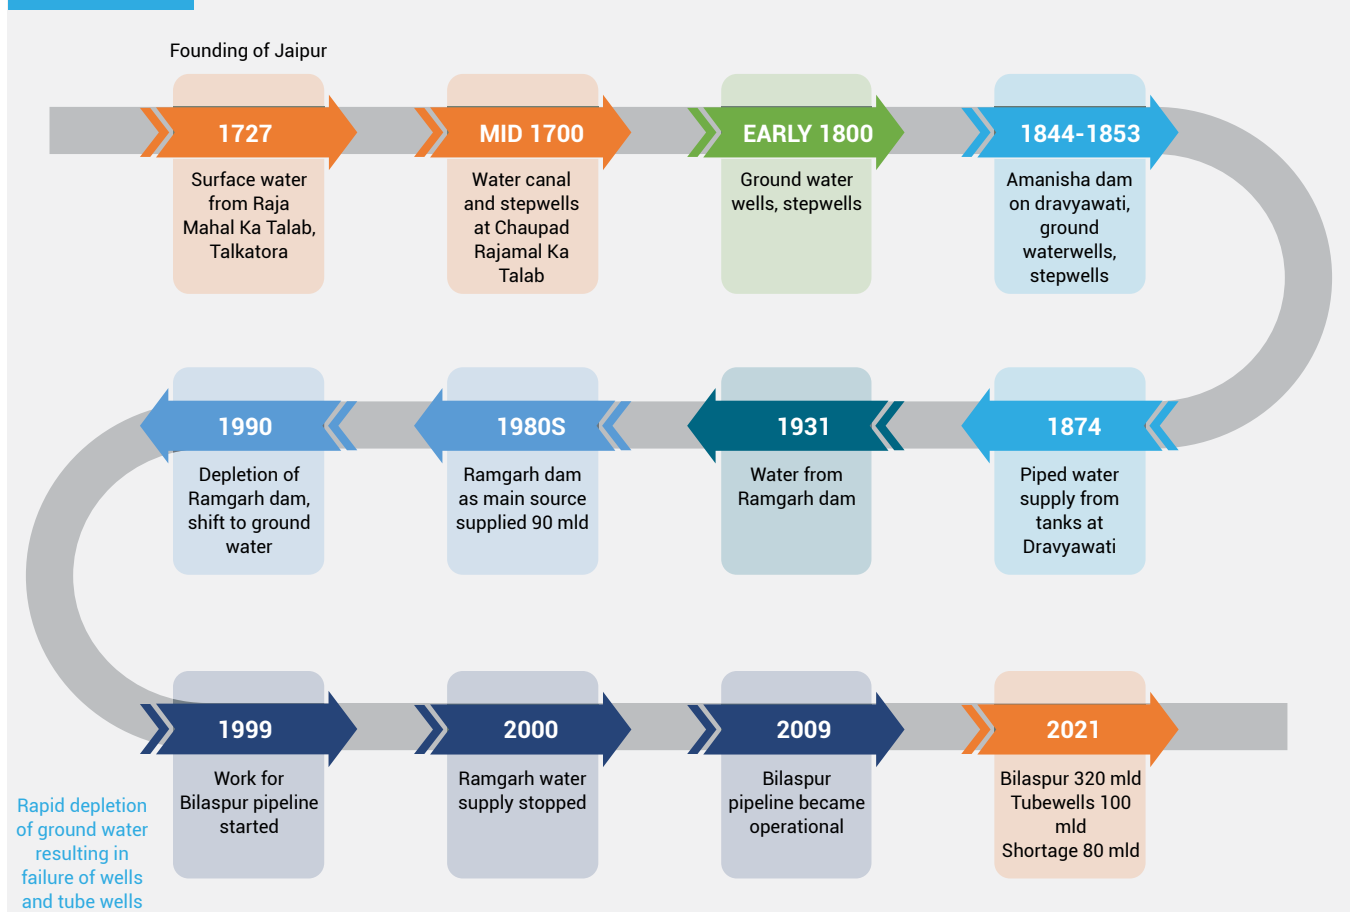 Founding of Jaipur
1727
Surface water
from Raja
Mahal Ka Talab,
Talkatora
MID 1700
Water canal
and stepwells
at Chaupad
Rajamal Ka
Talab
EARLY 1800
Ground water
wells, stepwells
1844-1853
Amanisha dam
on dravyawati,
ground
waterwells,
stepwells
1874
Piped water
supply from
tanks at
Dravyawati
1931
Water from
Ramgarh dam
1980S
Ramgarh dam
as main source
supplied 90 mld
1990
Depletion of
Ramgarh dam,
shift to ground
water
Rapid depletion
of ground water
resulting in
failure of wells
and tube wells
1999
Work for
Bilaspur pipeline
started
2000
Ramgarh water
supply stopped
2009
Bilaspur
pipeline became
operational
2021
Bilaspur 320 mld
Tubewells 100
mld
Shortage 80 mld